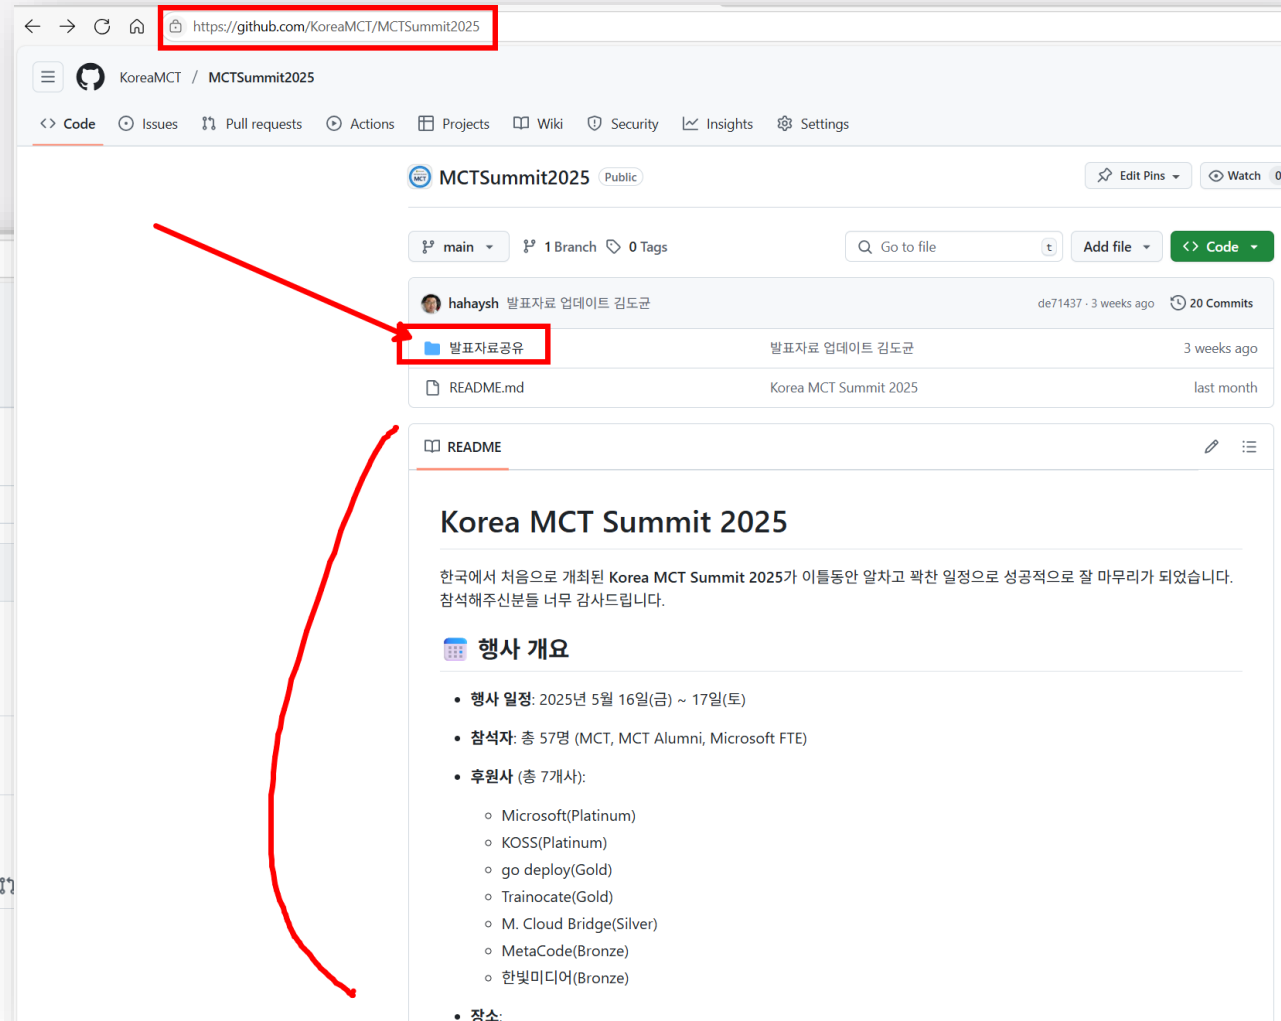 https://github.com/KoreaMCT/MCTSummit2025
KoreaMCT / MCTSummit2025
Code Issues Pull requests Actions Projects Wiki Security Insights Settings
MCT MCTSummit2025 Public Edit Pins Watch 0
main 1 Branch 0 Tags Go to file t Add file Code
hahaysh 발표자료 업데이트 김도균 de71437 · 3 weeks ago 20 Commits
발표자료공유 발표자료 업데이트 김도균 3 weeks ago
README.md Korea MCT Summit 2025 last month
README
Korea MCT Summit 2025
한국에서 처음으로 개최된 Korea MCT Summit 2025가 이틀동안 알차고 꽉찬 일정으로 성공적으로 잘 마무리가 되었습니다.
참석해주신분들 너무 감사드립니다.
행사 개요
행사 일정: 2025년 5월 16일(금) ~ 17일(토)
참석자: 총 57명 (MCT, MCT Alumni, Microsoft FTE)
후원사 (총 7개사):
Microsoft(Platinum)
KOSS(Platinum)
go deploy(Gold)
Trainocate(Gold)
M. Cloud Bridge(Silver)
MetaCode(Bronze)
한빛미디어(Bronze)
장소: